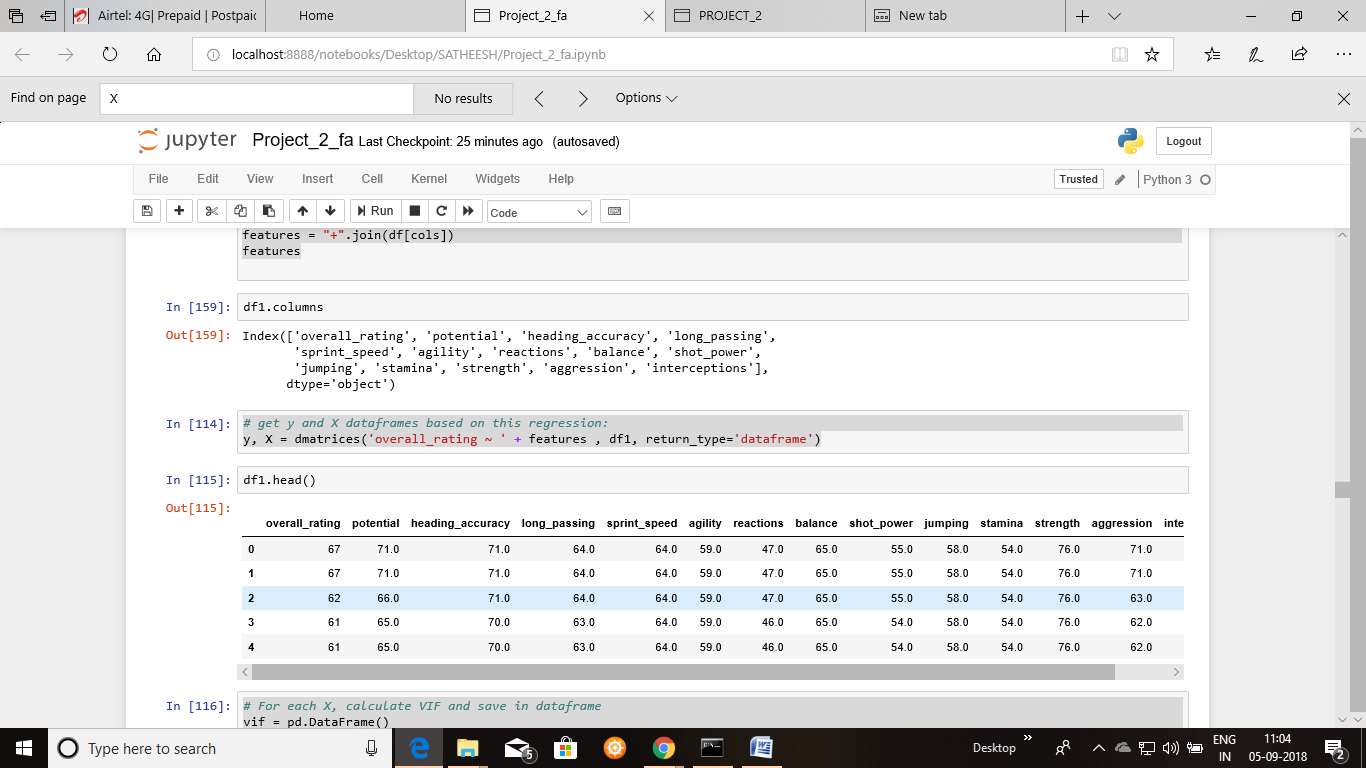 Airtel: 4G| Prepaid | Postpaid
Home
Project_2_fa
PROJECT_2
New tab
localhost:8888/notebooks/Desktop/SATHEESH/Project_2_fa.ipynb
Find on page X No results Options
jupyter Project_2_fa Last Checkpoint: 25 minutes ago (autosaved) Logout
File Edit View Insert Cell Kernel Widgets Help Trusted Python 3
Run Code
features = "+".join(df[cols])
features
In [159]: df1.columns
Out[159]: Index(['overall_rating', 'potential', 'heading_accuracy', 'long_passing',
'sprint_speed', 'agility', 'reactions', 'balance', 'shot_power',
'jumping', 'stamina', 'strength', 'aggression', 'interceptions'],
dtype='object')
In [114]: # get y and X dataframes based on this regression:
y, X = dmatrices('overall_rating ~ ' + features , df1, return_type='dataframe')
In [115]: df1.head()
Out[115]:
overall_rating potential heading_accuracy long_passing sprint_speed agility reactions balance shot_power jumping stamina strength aggression inte
0 67 71.0 71.0 64.0 64.0 59.0 47.0 65.0 55.0 58.0 54.0 76.0 71.0
1 67 71.0 71.0 64.0 64.0 59.0 47.0 65.0 55.0 58.0 54.0 76.0 71.0
2 62 66.0 71.0 64.0 64.0 59.0 47.0 65.0 55.0 58.0 54.0 76.0 63.0
3 61 65.0 70.0 63.0 64.0 59.0 46.0 65.0 54.0 58.0 54.0 76.0 62.0
4 61 65.0 70.0 63.0 64.0 59.0 46.0 65.0 54.0 58.0 54.0 76.0 62.0
In [116]: # For each X, calculate VIF and save in dataframe
vif = pd.DataFrame()
Type here to search
5
Desktop
ENG
IN
11:04
05-09-2018
2